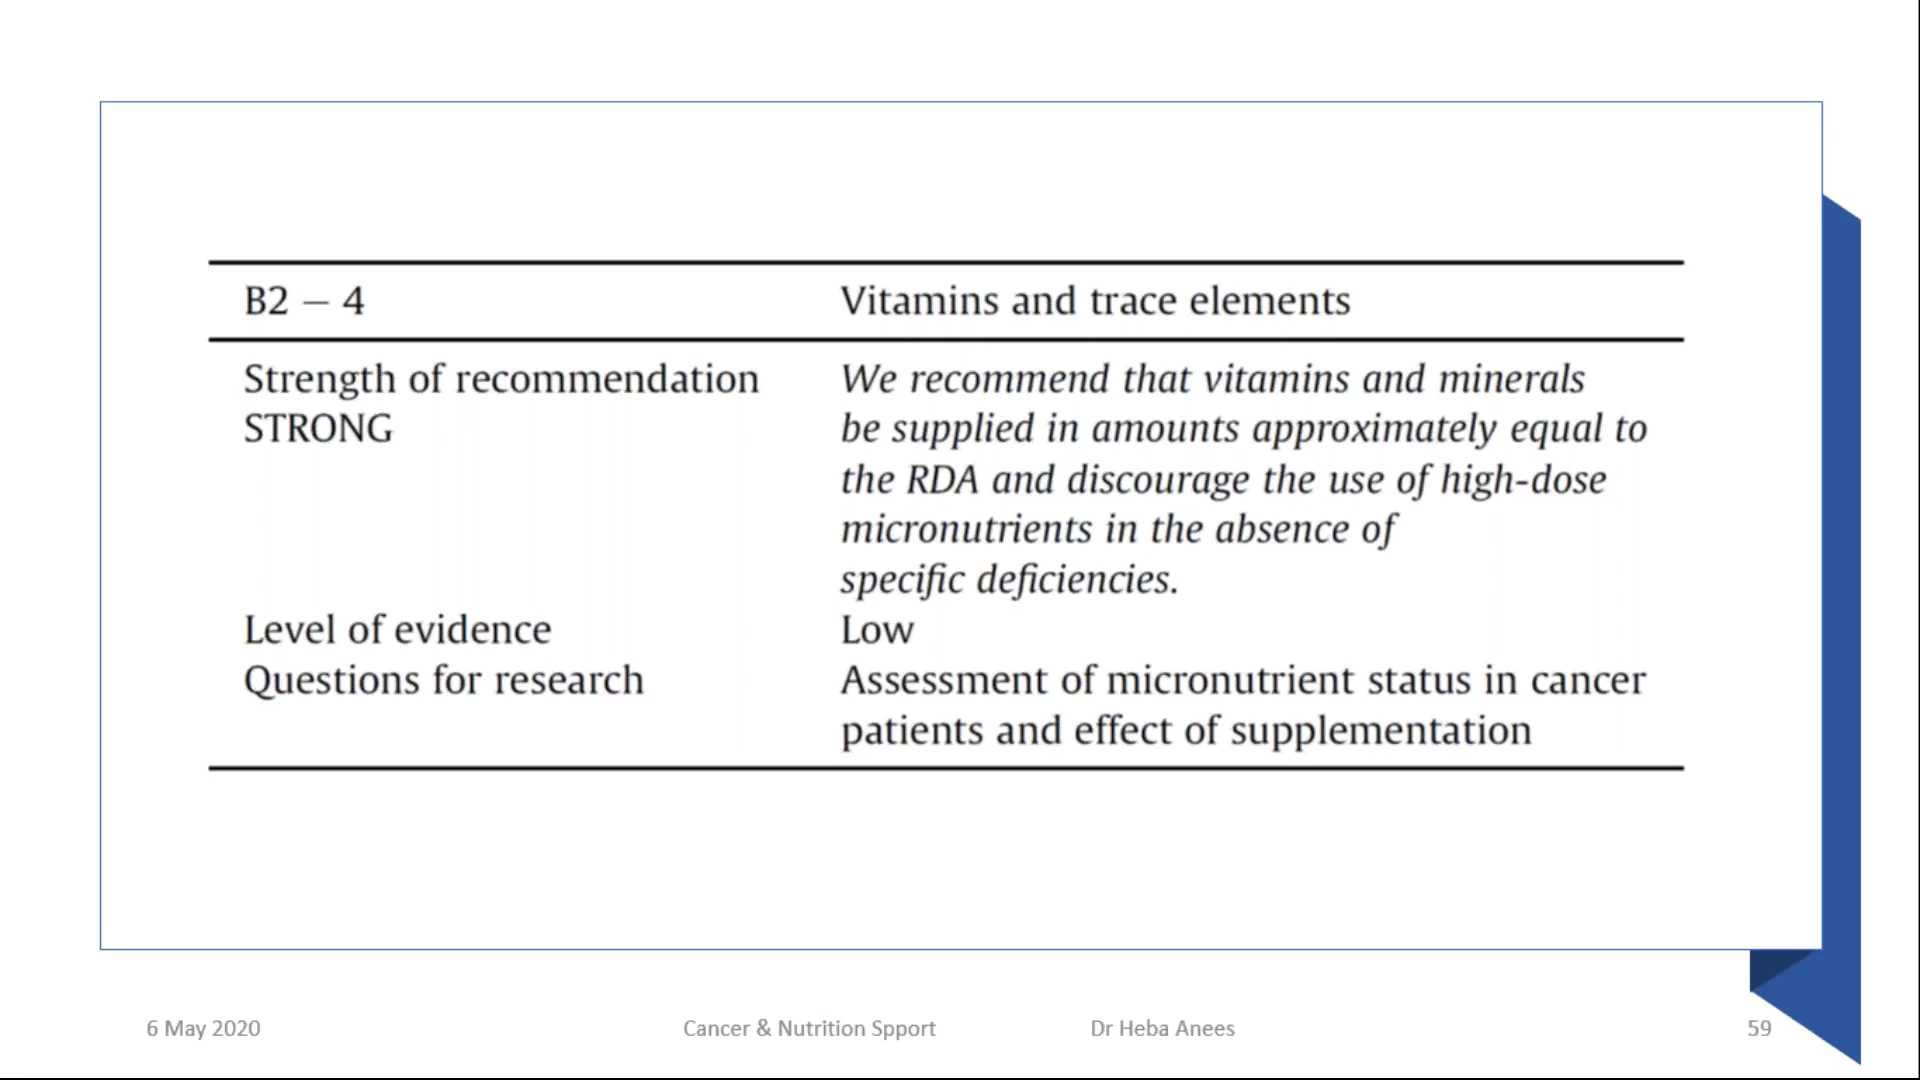 B2 – 4
Vitamins and trace elements
Strength of recommendation
STRONG
We recommend that vitamins and minerals
be supplied in amounts approximately equal to
the RDA and discourage the use of high-dose
micronutrients in the absence of
specific deficiencies.
Level of evidence
Low
Questions for research
Assessment of micronutrient status in cancer
patients and effect of supplementation
6 May 2020
Cancer & Nutrition Spport
Dr Heba Anees
59